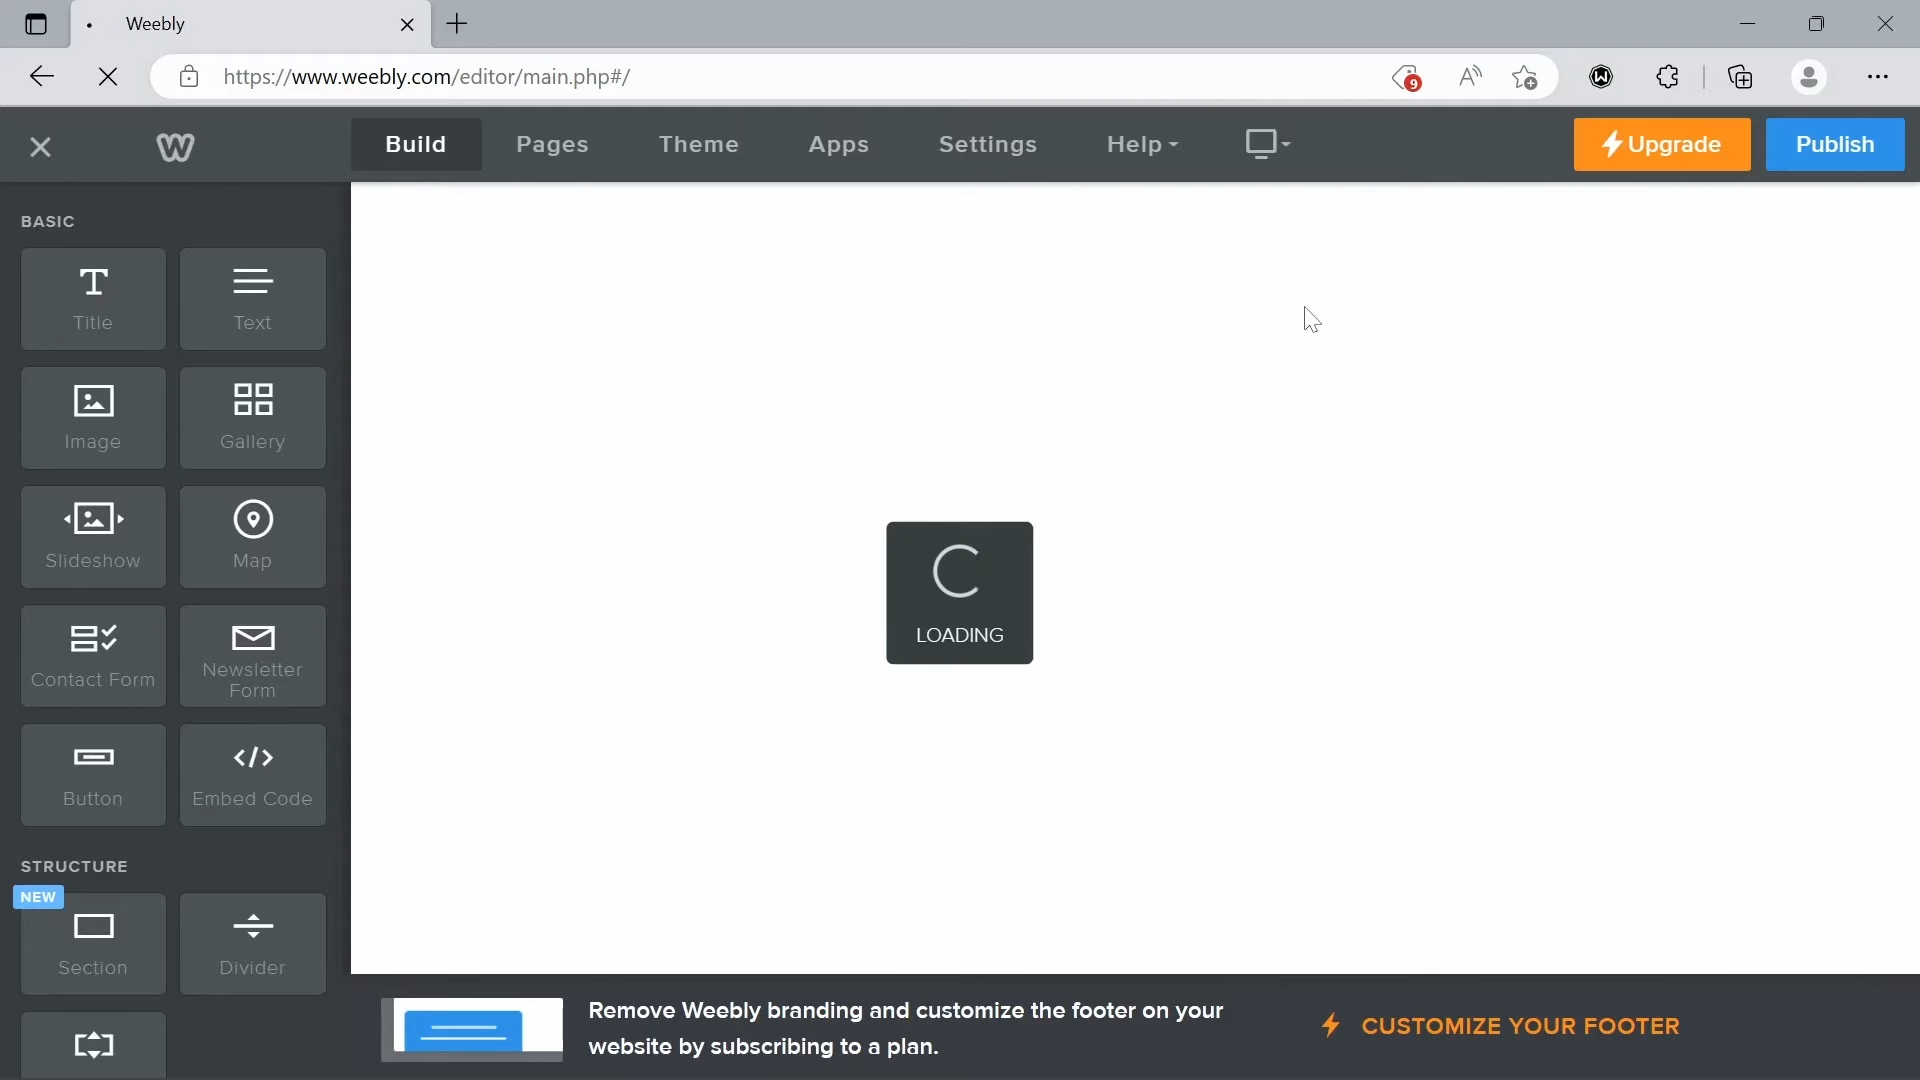 Weebly
https://www.weebly.com/editor/main.php#/
9
Build
Pages
Theme
Apps
Settings
Help
Upgrade
Publish
BASIC
Title
Text
Image
Gallery
Slideshow
Map
Contact Form
Newsletter
Form
Button
Embed Code
STRUCTURE
NEW
Section
Divider
LOADING
Remove Weebly branding and customize the footer on your
website by subscribing to a plan.
CUSTOMIZE YOUR FOOTER